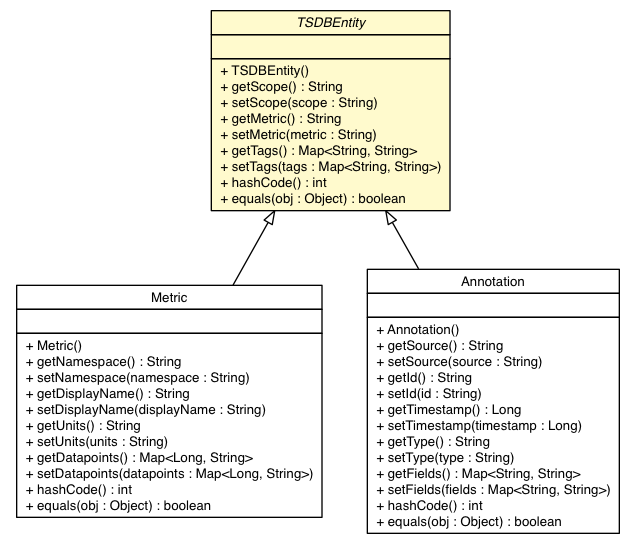 TSDBEntity
+ TSDBEntity()
+ getScope() : String
+ setScope(scope : String)
+ getMetric() : String
+ setMetric(metric : String)
+ getTags() : Map<String, String>
+ setTags(tags : Map<String, String>)
+ hashCode() : int
+ equals(obj : Object) : boolean
Metric
+ Metric()
+ getNamespace() : String
+ setNamespace(namespace : String)
+ getDisplayName() : String
+ setDisplayName(displayName : String)
+ getUnits() : String
+ setUnits(units : String)
+ getDatapoints() : Map<Long, String>
+ setDatapoints(datapoints : Map<Long, String>)
+ hashCode() : int
+ equals(obj : Object) : boolean
Annotation
+ Annotation()
+ getSource() : String
+ setSource(source : String)
+ getId() : String
+ setId(id : String)
+ getTimestamp() : Long
+ setTimestamp(timestamp : Long)
+ getType() : String
+ setType(type : String)
+ getFields() : Map<String, String>
+ setFields(fields : Map<String, String>)
+ hashCode() : int
+ equals(obj : Object) : boolean